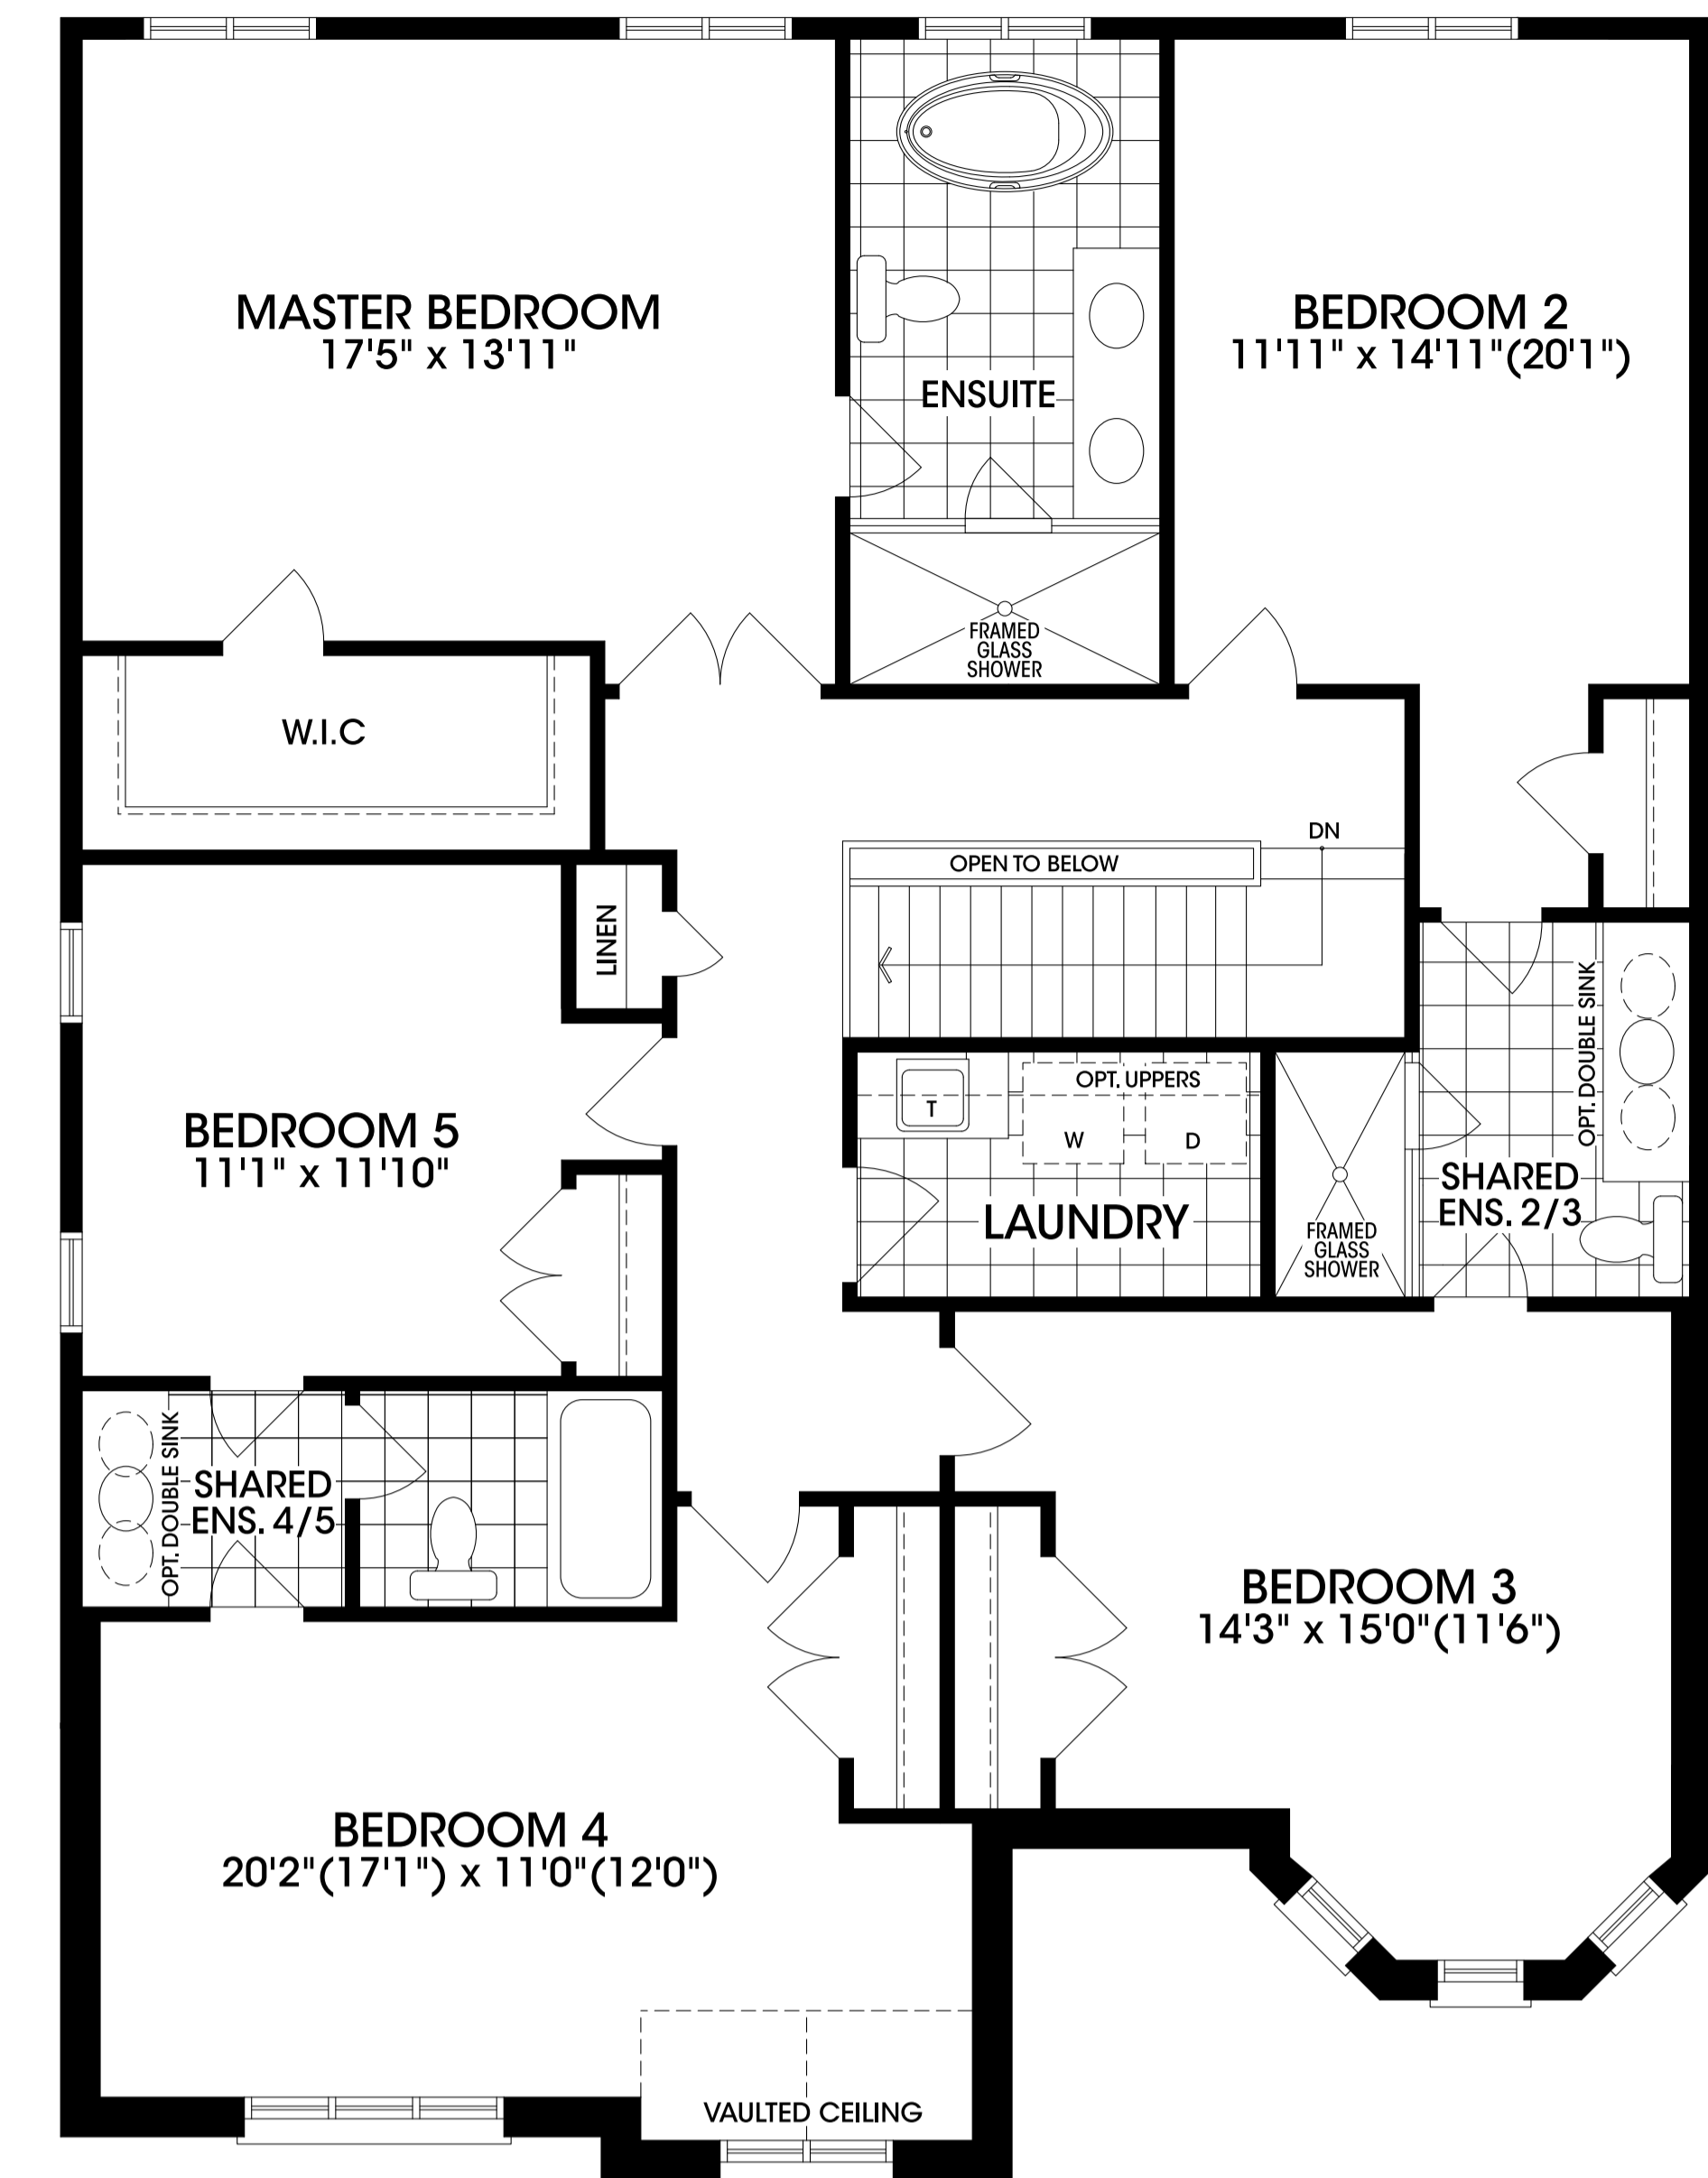 MASTER BEDROOM
17'5" x 13'11"
ENSUITE
BEDROOM 2
11'11" x 14'11"(20'1")
FRAMED
GLASS
SHOWER
W.I.C
DN
OPEN TO BELOW
LINEN
OPT. DOUBLE SINK
BEDROOM 5
11'1" x 11'10"
OPT. UPPERS
T
W
D
LAUNDRY
SHARED
ENS. 2/3
FRAMED
GLASS
SHOWER
OPT. DOUBLE SINK
SHARED
ENS. 4/5
BEDROOM 3
14'3" x 15'0"(11'6")
BEDROOM 4
20'2"(17'1") x 11'0"(12'0")
VAULTED CEILING